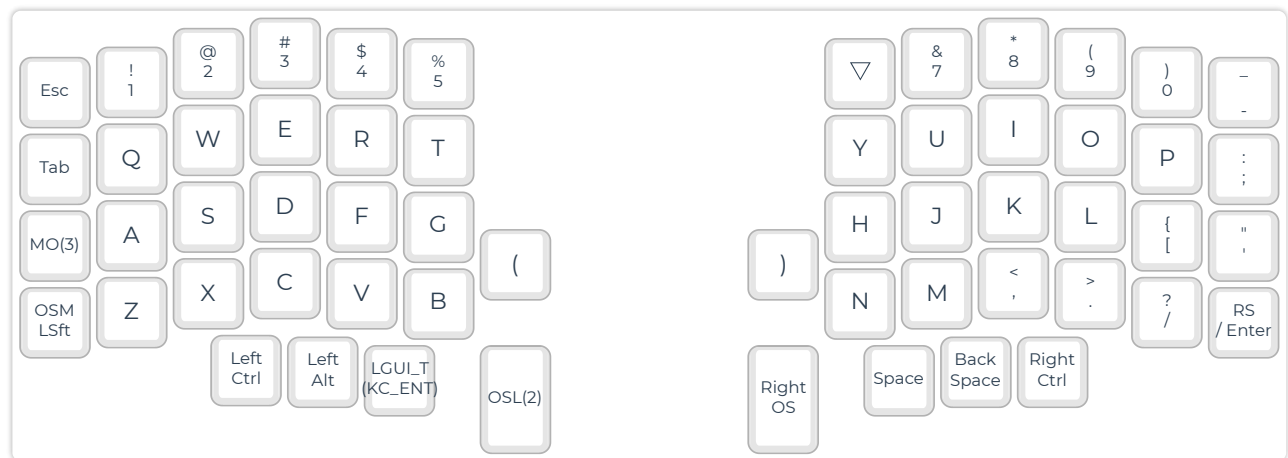 Esc
!
1
@
2
#
3
$
4
%
5
▽
&
7
*
8
(
9
)
0
_
-
Tab
Q
W
E
R
T
Y
U
I
O
P
:
;
MO(3)
A
S
D
F
G
(
)
H
J
K
L
{
[
"
'
OSM
LSft
Z
X
C
V
B
N
M
<
,
>
.
?
/
RS
/ Enter
Left
Ctrl
Left
Alt
LGUI_T
(KC_ENT)
OSL(2)
Right
OS
Space
Back
Space
Right
Ctrl